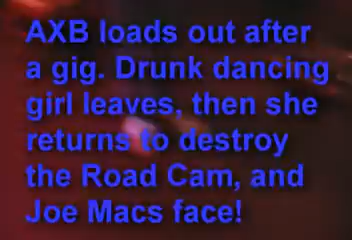 AXB loads out after
a gig. Drunk dancing
girl leaves, then she
returns to destroy
the Road Cam, and
Joe Macs face!